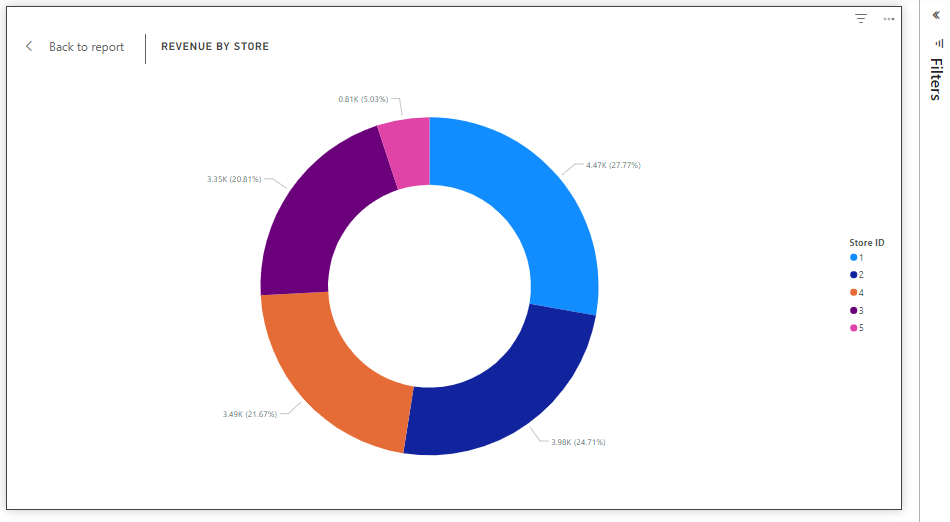 Back to report
REVENUE BY STORE
Filters
0.81K (5.03%)
4.47K (27.77%)
3.35K (20.81%)
3.49K (21.67%)
3.98K (24.71%)
Store ID
1
2
4
3
5